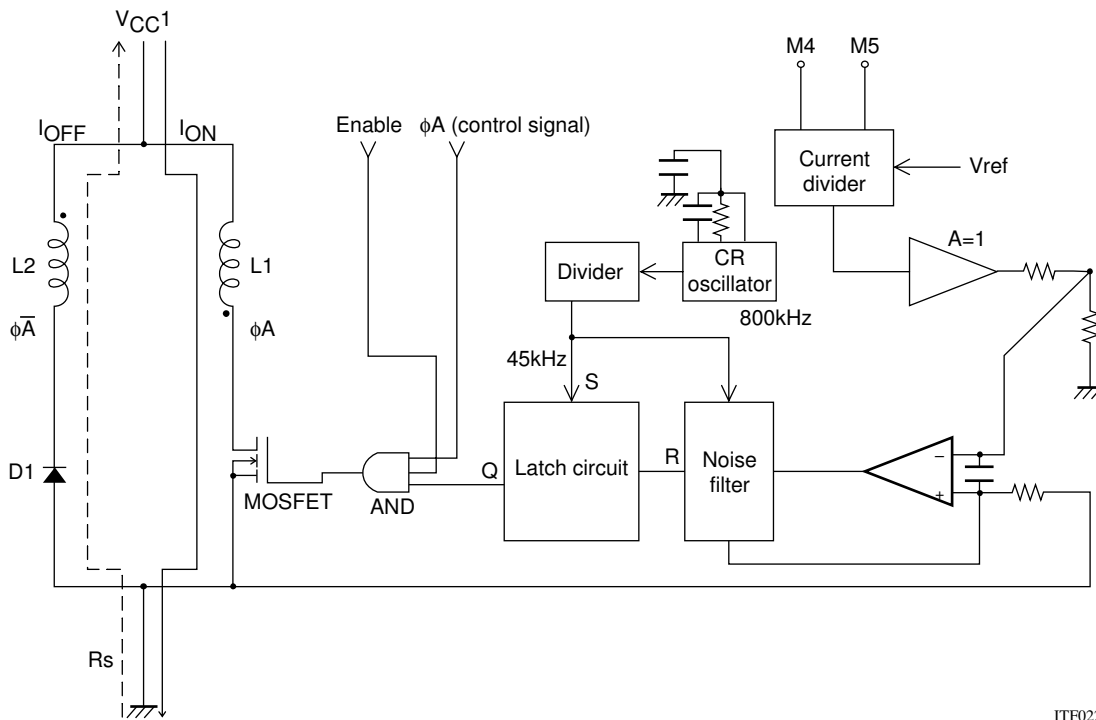 VCC1
IOFF
ION
L2
L1
ϕA̅
ϕA
D1
MOSFET
Rs
Enable
ϕA (control signal)
AND
Q
Divider
CR
oscillator
800kHz
45kHz
S
Latch circuit
R
Noise
filter
M4
M5
Current
divider
Vref
A=1
−
+